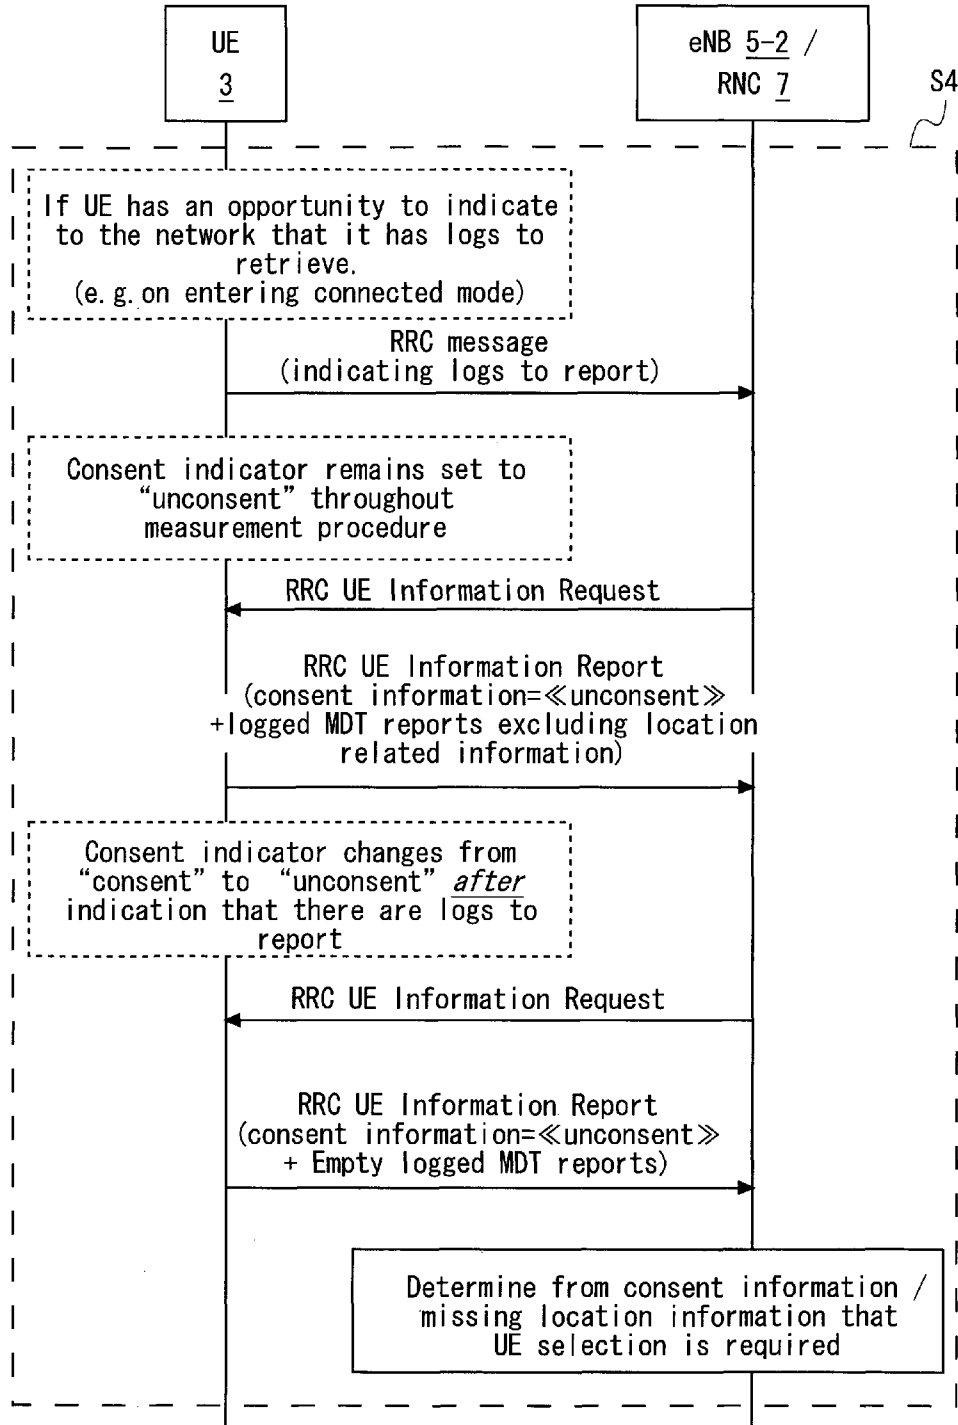 UE
3
eNB 5-2 /
RNC 7
S4
If UE has an opportunity to indicate
to the network that it has logs to
retrieve.
(e.g. on entering connected mode)
RRC message
(indicating logs to report)
Consent indicator remains set to
“unconsent” throughout
measurement procedure
RRC UE Information Request
RRC UE Information Report
(consent information=≪unconsent≫
+logged MDT reports excluding location
related information)
Consent indicator changes from
“consent” to “unconsent” after
indication that there are logs to
report
RRC UE Information Request
RRC UE Information Report
(consent information=≪unconsent≫
+ Empty logged MDT reports)
Determine from consent information /
missing location information that
UE selection is required